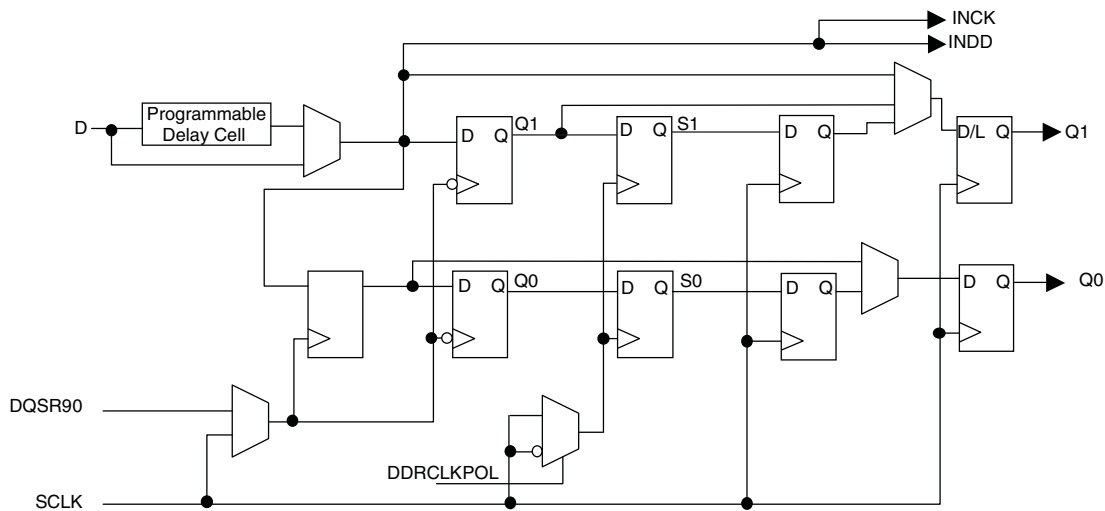 INCK
INDD
D
Programmable
Delay Cell
D Q
Q1
D Q
S1
D Q
D/L Q
Q1
D Q
Q0
D Q
S0
D Q
D Q
Q0
DQSR90
DDRCLKPOL
SCLK